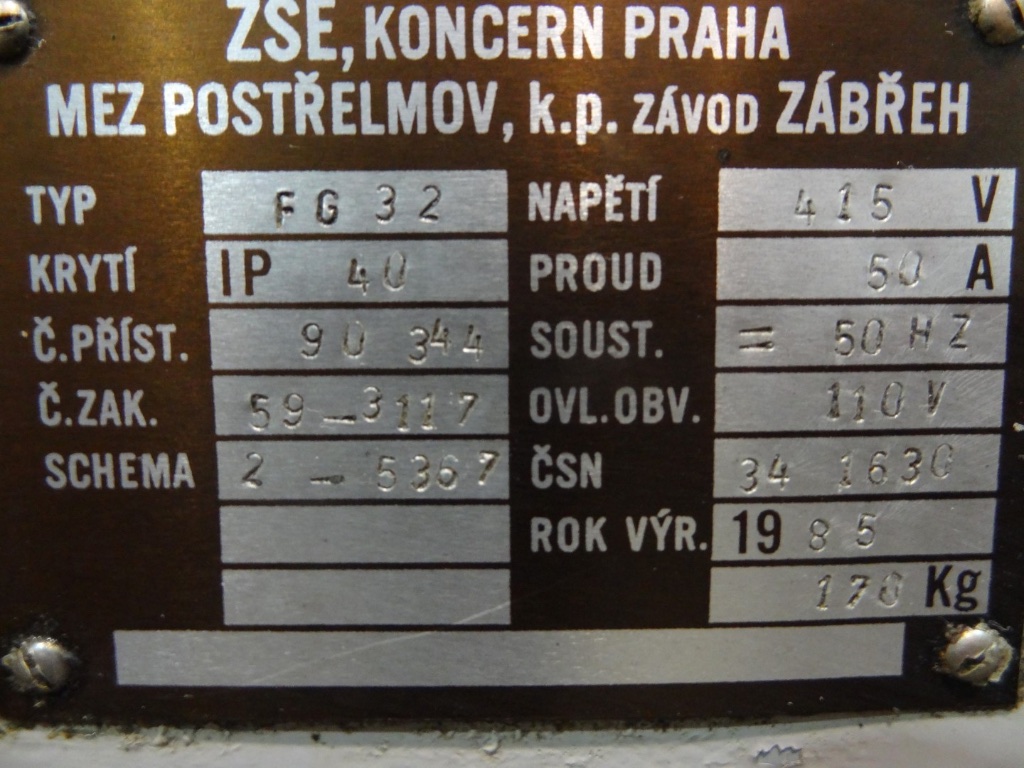 ZSE, KONCERN PRAHA
MEZ POSTŘELMOV, k.p. ZÁVOD ZÁBŘEH
TYP FG 32 NAPĚTÍ 415 V
KRYTÍ IP 40 PROUD 50 A
Č.PŘÍST. 90 344 SOUST. = 50 HZ
Č.ZAK. 59-3117 OVL.OBV. 110V
SCHEMA 2 - 5367 ČSN 34 1630
ROK VÝR. 1985
170 Kg